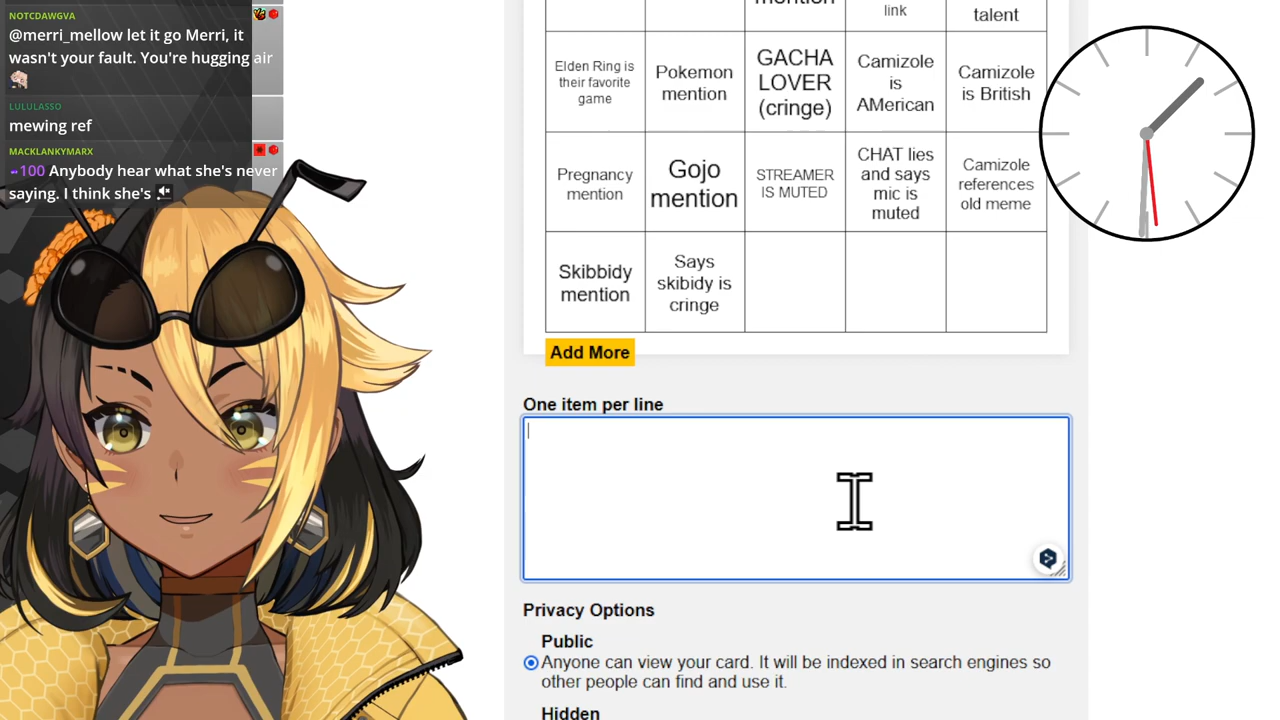 NOTCDAWGVA
@merri_mellow let it go Merri, it
wasn't your fault. You're hugging air
LULULASSO
mewing ref
MACKLANKYMARX
100 Anybody hear what she's never
saying. I think she's
mention
link
talent
Elden Ring is
their favorite
game
Pokemon
mention
GACHA
LOVER
(cringe)
Camizole
is
AMerican
Camizole
is British
Pregnancy
mention
Gojo
mention
STREAMER
IS MUTED
CHAT lies
and says
mic is
muted
Camizole
references
old meme
Skibbidy
mention
Says
skibidy is
cringe
Add More
One item per line
Privacy Options
Public
Anyone can view your card. It will be indexed in search engines so
other people can find and use it.
Hidden